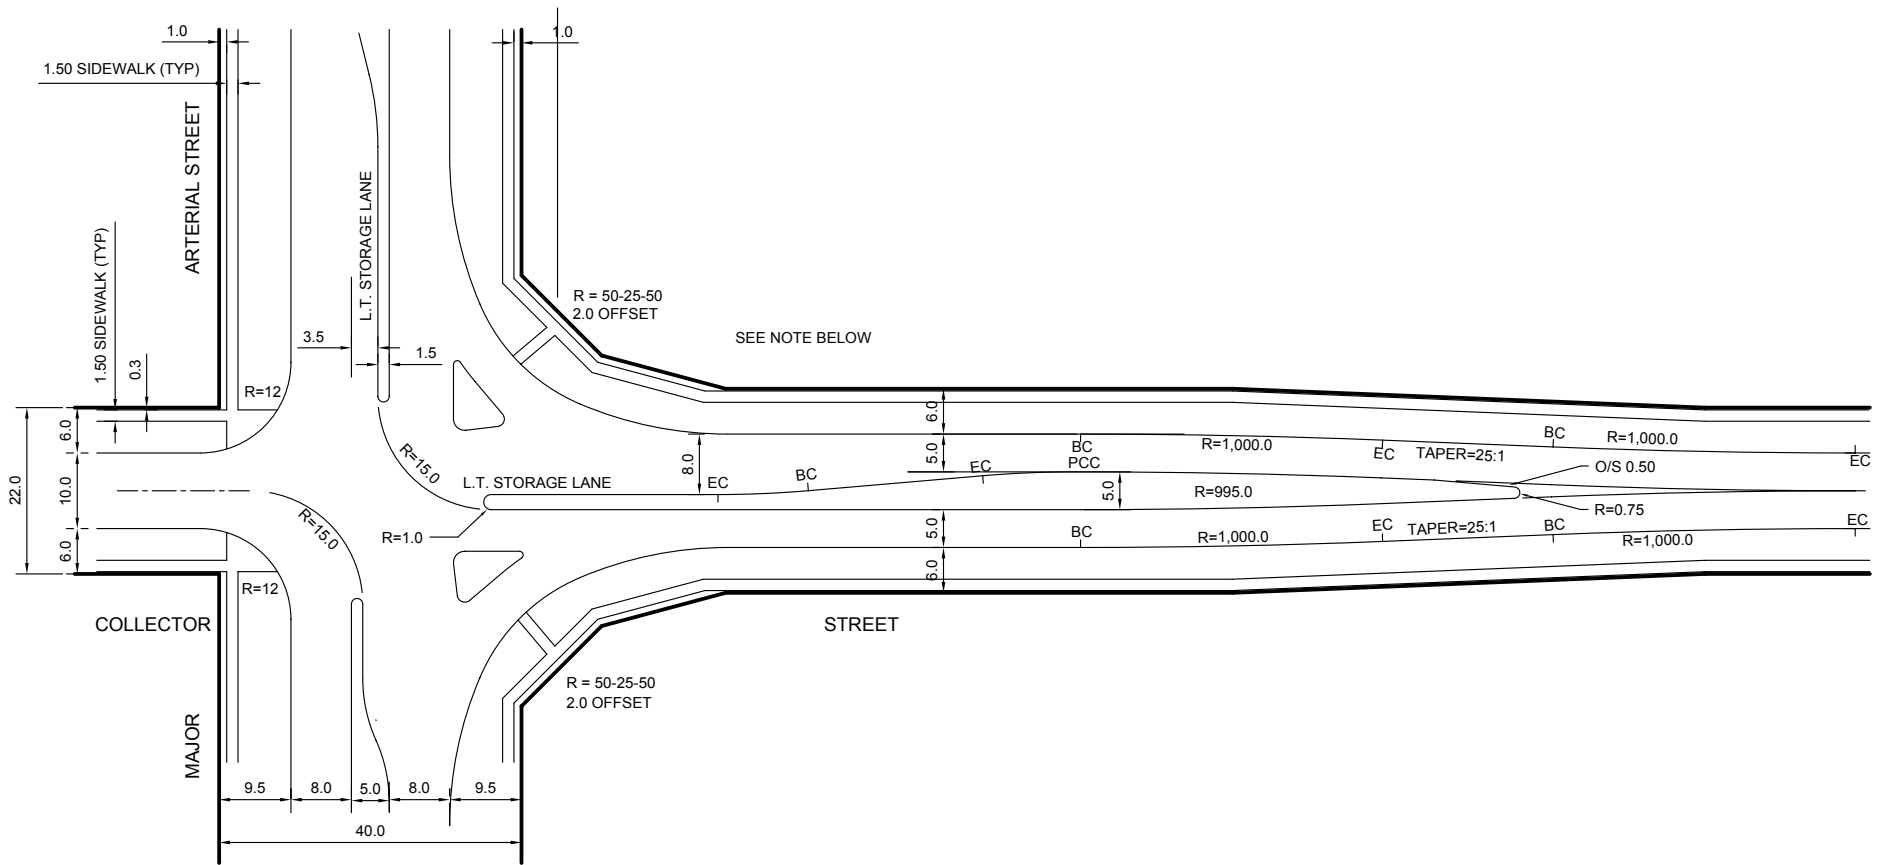 1.0
1.0
1.50 SIDEWALK (TYP)
ARTERIAL STREET
L.T. STORAGE LANE
1.50 SIDEWALK (TYP)
0.3
R = 50-25-50
2.0 OFFSET
3.5
1.5
SEE NOTE BELOW
R=12
6.0
6.0
R=15.0
8.0
5.0
BC
PCC
R=1,000.0
EC
TAPER=25:1
BC
R=1,000.0
EC
O/S 0.50
22.0
10.0
L.T. STORAGE LANE
EC
BC
EC
5.0
R=995.0
R=0.75
R=15.0
R=1.0
5.0
BC
R=1,000.0
EC
TAPER=25:1
BC
R=1,000.0
EC
6.0
6.0
R=12
COLLECTOR
STREET
R = 50-25-50
2.0 OFFSET
MAJOR
9.5
8.0
5.0
8.0
9.5
40.0